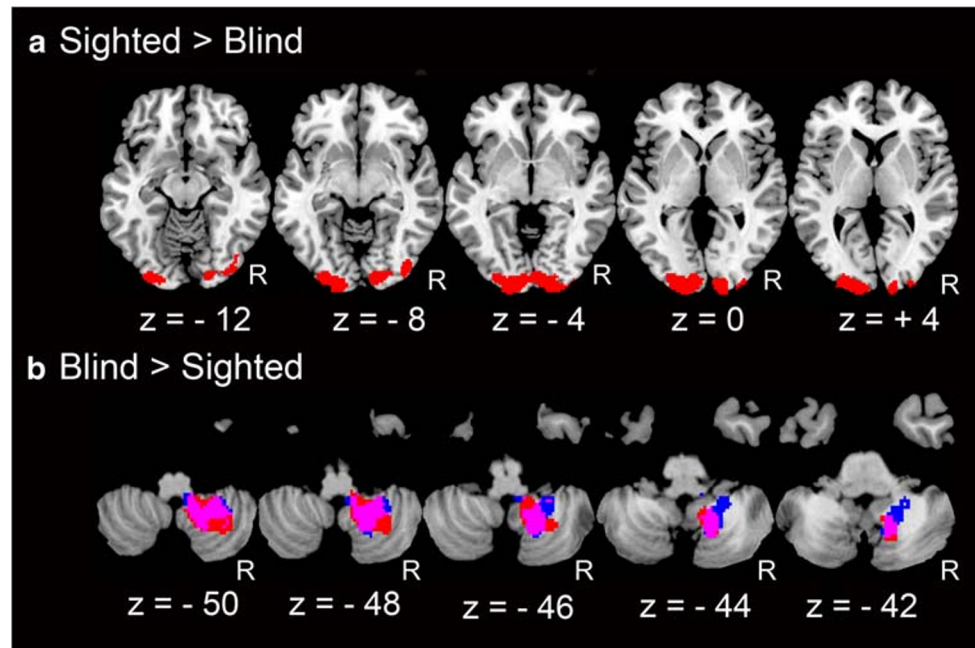 a Sighted > Blind
R R R R R
z = - 12 z = - 8 z = - 4 z = 0 z = + 4
b Blind > Sighted
R R R R R
z = - 50 z = - 48 z = - 46 z = - 44 z = - 42